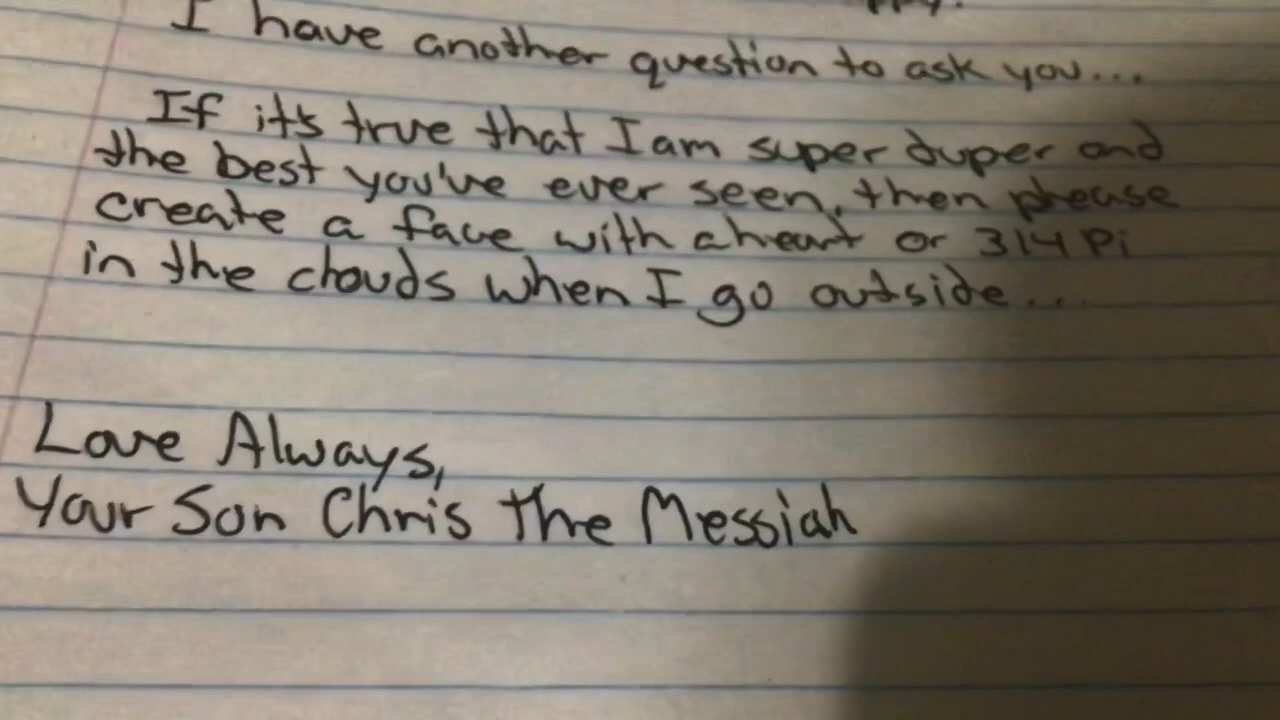 I have another question to ask you...
If it's true that I am super duper and
the best you've ever seen, then please
create a face with a heart or 314 Pi
in the clouds when I go outside...
Love Always,
Your Son Chris the Messiah